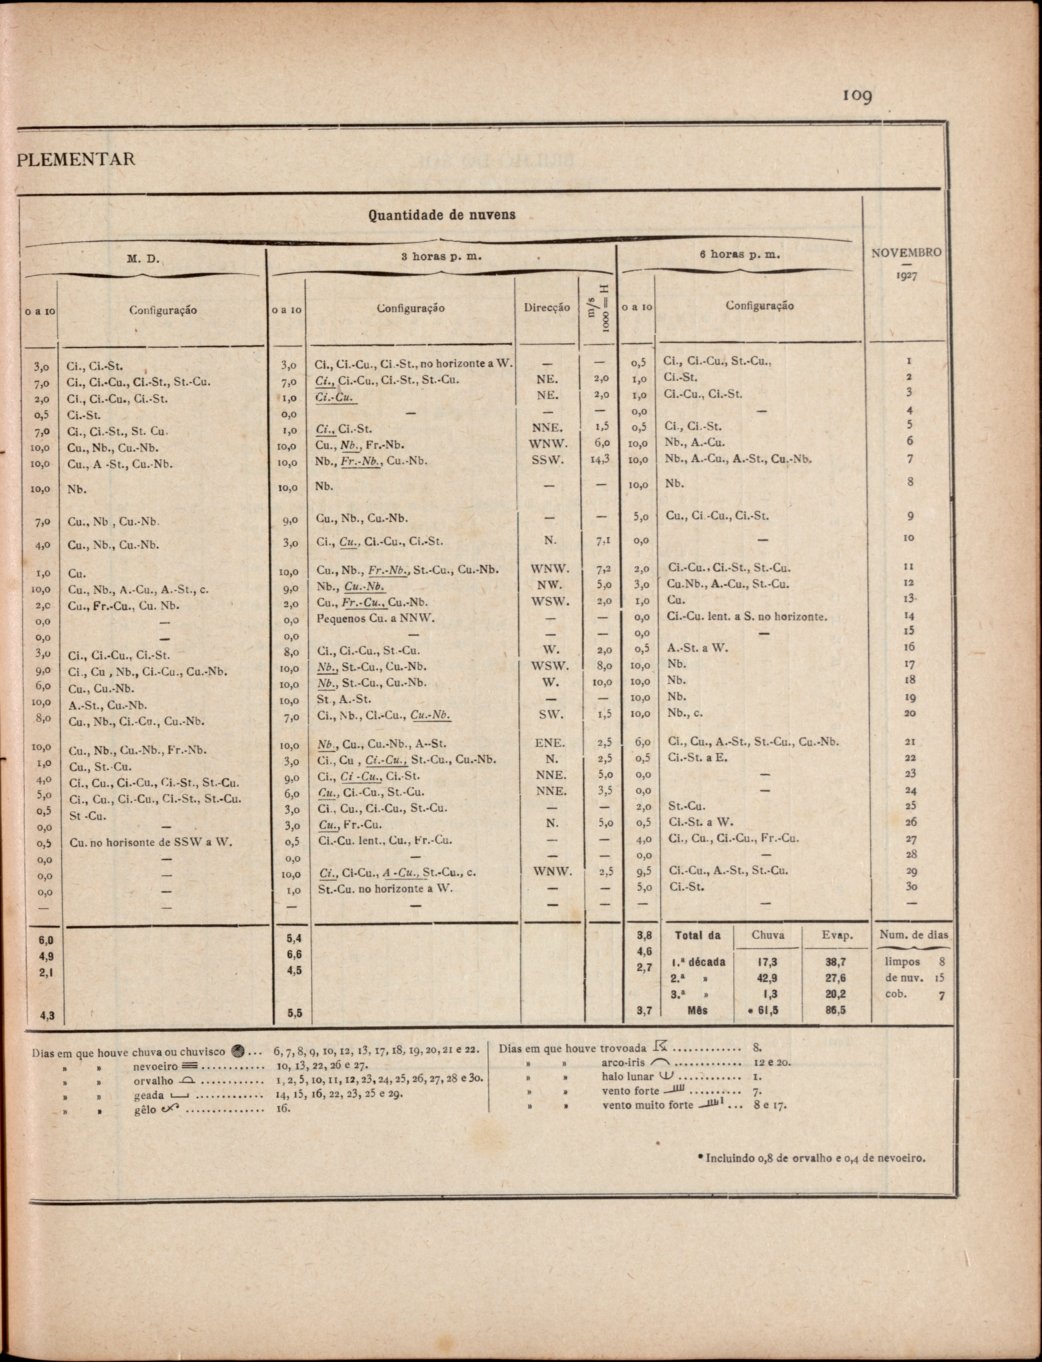 109
PLEMENTAR
Quantidade de nuvens
M. D. 3 horas p. m. 6 horas p. m. NOVEMBRO
—
1927
0 a 10 Configuração 0 a 10 Configuração Direcção m/s 1000 = H 0 a 10 Configuração
3,0 Ci., Ci.-St. 3,0 Ci., Ci.-Cu., Ci.-St., no horizonte a W. — — 0,5 Ci., Ci.-Cu., St.-Cu., 1
7,0 Ci., Ci.-Cu., Ci.-St., St.-Cu. 7,0 Ci., Ci.-Cu., Ci.-St., St.-Cu. NE. 2,0 1,0 Ci.-St. 2
2,0 Ci., Ci.-Cu., Ci.-St. 1,0 Ci.-Cu. NE. 2,0 1,0 Ci.-Cu., Ci.-St. 3
0,5 Ci.-St. 0,0 — — — 0,0 — 4
7,0 Ci., Ci.-St., St. Cu. 1,0 Ci., Ci.-St. NNE. 1,5 0,5 Ci., Ci.-St. 5
10,0 Cu., Nb., Cu.-Nb. 10,0 Cu., Nb., Fr.-Nb. WNW. 6,0 10,0 Nb., A.-Cu. 6
10,0 Cu., A -St., Cu.-Nb. 10,0 Nb., Fr.-Nb., Cu.-Nb. SSW. 14,3 10,0 Nb., A.-Cu., A.-St., Cu.-Nb. 7
10,0 Nb. 10,0 Nb. — — 10,0 Nb. 8
7,0 Cu., Nb , Cu.-Nb. 9,0 Cu., Nb., Cu.-Nb. — — 5,0 Cu., Ci.-Cu., Ci.-St. 9
4,0 Cu., Nb., Cu.-Nb. 3,0 Ci., Cu., Ci.-Cu., Ci.-St. N. 7,1 0,0 — 10
1,0 Cu. 10,0 Cu., Nb., Fr.-Nb., St.-Cu., Cu.-Nb. WNW. 7,2 2,0 Ci.-Cu., Ci.-St., St.-Cu. 11
10,0 Cu., Nb., A.-Cu., A.-St., c. 9,0 Nb., Cu.-Nb. NW. 5,0 3,0 Cu.Nb., A.-Cu., St.-Cu. 12
2,0 Cu., Fr.-Cu., Cu. Nb. 2,0 Cu., Fr.-Cu., Cu.-Nb. WSW. 2,0 1,0 Cu. 13
0,0 — 0,0 Pequenos Cu. a NNW. — — 0,0 Ci.-Cu. lent. a S. no horizonte. 14
0,0 — 0,0 — — — 0,0 — 15
3,0 Ci., Ci.-Cu., Ci.-St. 8,0 Ci., Ci.-Cu., St.-Cu. W. 2,0 0,5 A.-St. a W. 16
9,0 Ci., Cu , Nb., Ci.-Cu., Cu.-Nb. 10,0 Nb., St.-Cu., Cu.-Nb. WSW. 8,0 10,0 Nb. 17
6,0 Cu., Cu.-Nb. 10,0 Nb., St.-Cu., Cu.-Nb. W. 10,0 10,0 Nb. 18
10,0 A.-St., Cu.-Nb. 10,0 St., A.-St. — — 10,0 Nb. 19
8,0 Cu., Nb., Ci.-Cu., Cu.-Nb. 7,0 Ci., Nb., Ci.-Cu., Cu.-Nb. SW. 1,5 10,0 Nb., c. 20
10,0 Cu., Nb., Cu.-Nb., Fr.-Nb. 10,0 Nb., Cu., Cu.-Nb., A.-St. ENE. 2,5 6,0 Ci., Cu., A.-St., St.-Cu., Cu.-Nb. 21
1,0 Cu., St.-Cu. 3,0 Ci., Cu , Ci.-Cu., St.-Cu., Cu.-Nb. N. 2,5 0,5 Ci.-St. a E. 22
4,0 Ci., Cu., Ci.-Cu., Ci.-St., St.-Cu. 9,0 Ci., Ci -Cu., Ci.-St. NNE. 5,0 0,0 — 23
5,0 Ci., Cu., Ci.-Cu., Ci.-St., St.-Cu. 6,0 Cu., Ci.-Cu., St.-Cu. NNE. 3,5 0,0 — 24
0,5 St -Cu. 3,0 Ci., Cu., Ci.-Cu., St.-Cu. — — 2,0 St.-Cu. 25
0,0 — 3,0 Cu., Fr.-Cu. N. 5,0 0,5 Ci.-St. a W. 26
0,5 Cu. no horisonte de SSW a W. 0,5 Ci.-Cu. lent., Cu., Fr.-Cu. — — 4,0 Ci., Cu., Ci.-Cu., Fr.-Cu. 27
0,0 — 0,0 — — — 0,0 — 28
0,0 — 10,0 Ci., Ci-Cu., A -Cu., St.-Cu., c. WNW. 2,5 9,5 Ci.-Cu., A.-St., St.-Cu. 29
0,0 — 1,0 St.-Cu. no horizonte a W. — — 5,0 Ci.-St. 30
— — — — — — — — —
6,0 5,4 3,8 Total da Chuva Evap. Num. de dias
4,9 6,6 4,6
2,1 4,5 2,7 1.ª década 17,3 38,7 limpos 8
2.ª » 42,9 27,6 de nuv. 15
3.ª » 1,3 20,2 cob. 7
4,3 5,5 3,7 Mês * 61,5 86,5
Dias em que houve chuva ou chuvisco ... 6, 7, 8, 9, 10, 12, 13, 17, 18, 19, 20, 21 e 22.
» » nevoeiro ............ 10, 13, 22, 26 e 27.
» » orvalho ............ 1, 2, 5, 10, 11, 12, 23, 24, 25, 26, 27, 28 e 30.
» » geada ............. 14, 15, 16, 22, 23, 25 e 29.
» » gêlo ............... 16.
Dias em que houve trovoada ............. 8.
» » arco-iris ............. 12 e 20.
» » halo lunar ............ 1.
» » vento forte .......... 7.
» » vento muito forte ... 8 e 17.
* Incluindo 0,8 de orvalho e 0,4 de nevoeiro.